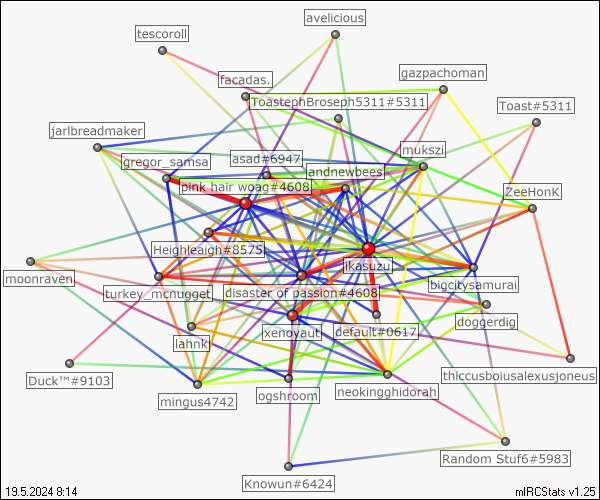 avelicious
tescoroll
gazpachoman
facadas.
ToastephBroseph5311#5311
Toast#5311
jarlbreadmaker
mukszi
asad#6947
gregor_samsa
andnewbees
pink hair woag#4608
ZeeHonK
Heighleaigh#8575
jkasuzu
moonraven
bigcitysamurai
turkey_mcnugget
disaster of passion#4608
doggerdig
xenoyaut
default#0617
lahnk
thiccusboiusalexusjoneus
Duck™#9103
mingus4742
ogshroom
neokingghidorah
Random Stuf6#5983
Knowun#6424
19.5.2024 8:14
mIRCStats v1.25